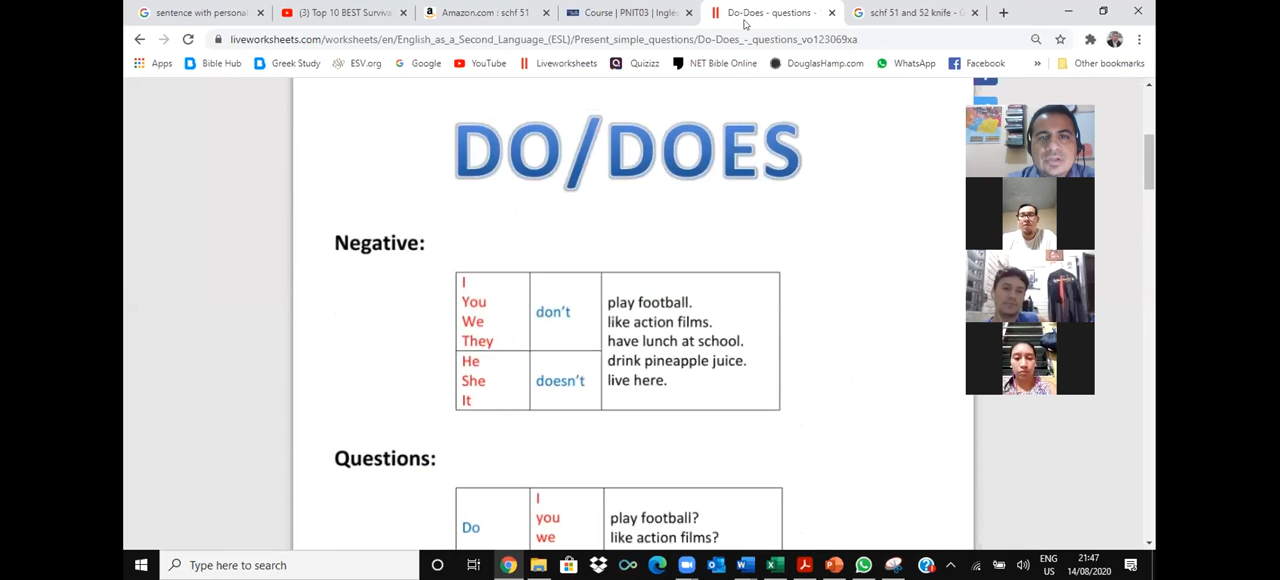 sentence with persona
(3) Top 10 BEST Surviva
Amazon.com : schf 51
Course | PNIT03 | Inglés
Do-Does - questions -
schf 51 and 52 knife - G
liveworksheets.com/worksheets/en/English_as_a_Second_Language_(ESL)/Present_simple_questions/Do-Does_-_questions_vo123069xa
Apps
Bible Hub
Greek Study
ESV.org
Google
YouTube
Liveworksheets
Quizizz
NET Bible Online
DouglasHamp.com
WhatsApp
Facebook
»
Other bookmarks
DO/DOES
Negative:
I
You
We
They
don't
He
She
It
doesn't
play football.
like action films.
have lunch at school.
drink pineapple juice.
live here.
Questions:
Do
I
you
we
play football?
like action films?
Type here to search
ENG
US
21:47
14/08/2020